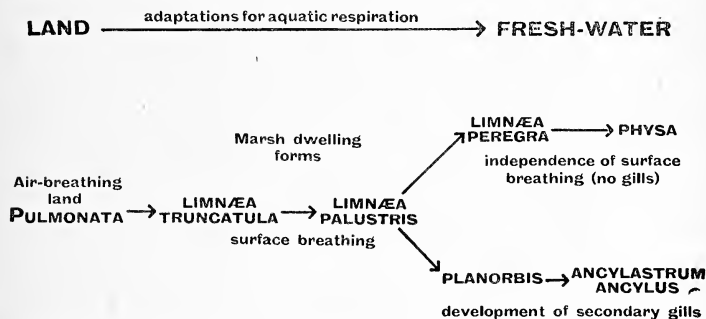 adaptations for aquatic respiration
LAND
FRESH-WATER
Marsh dwelling
forms
LIMNÆA
PEREGRA
PHYSA
independence of surface
breathing (no gills)
Air-breathing
land
PULMONATA
LIMNÆA
TRUNCATULA
LIMNÆA
PALUSTRIS
surface breathing
PLANORBIS
ANCYLASTRUM
ANCYLUS
development of secondary gills